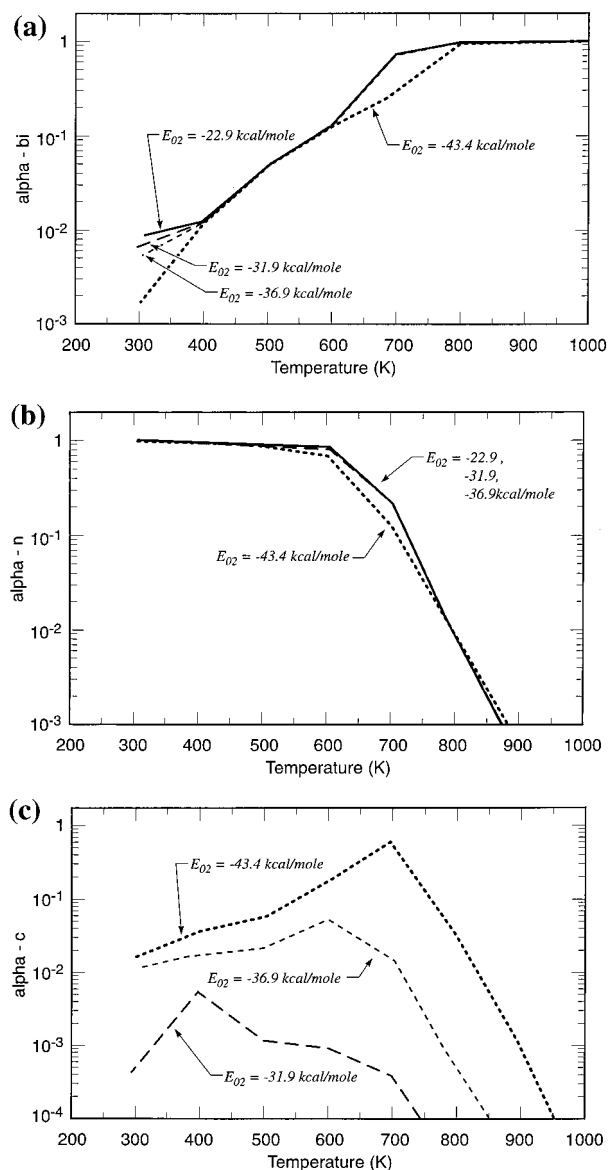 (a)
1
10-1
10-2
10-3
alpha - bi
E02 = -22.9 kcal/mole
E02 = -43.4 kcal/mole
E02 = -31.9 kcal/mole
E02 = -36.9 kcal/mole
200 300 400 500 600 700 800 900 1000
Temperature (K)
(b)
1
10-1
10-2
10-3
alpha - n
E02 = -22.9 ,
-31.9,
-36.9kcal/mole
E02 = -43.4 kcal/mole
200 300 400 500 600 700 800 900 1000
Temperature (K)
(c)
1
10-1
10-2
10-3
10-4
alpha - c
E02 = -43.4 kcal/mole
E02 = -36.9 kcal/mole
E02 = -31.9 kcal/mole
200 300 400 500 600 700 800 900 1000
Temperature (K)